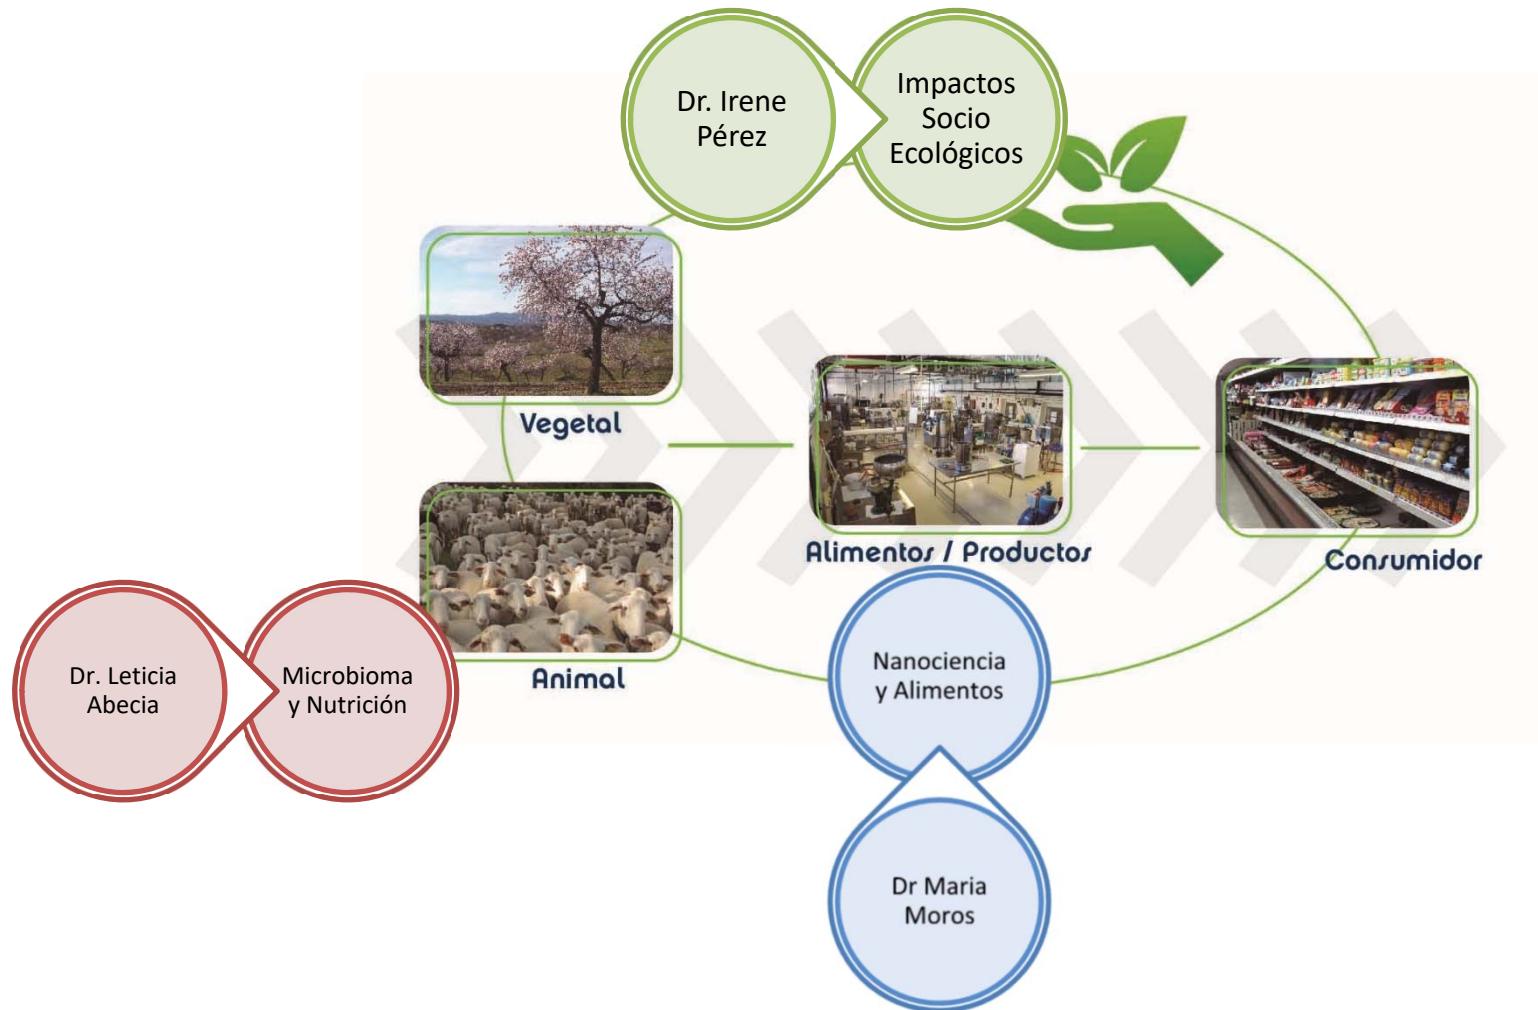 Dr. Irene
Pérez
Impactos
Socio
Ecológicos
Vegetal
Alimentos / Productos
Consumidor
Animal
Dr. Leticia
Abecia
Microbioma
y Nutrición
Nanociencia
y Alimentos
Dr Maria
Moros